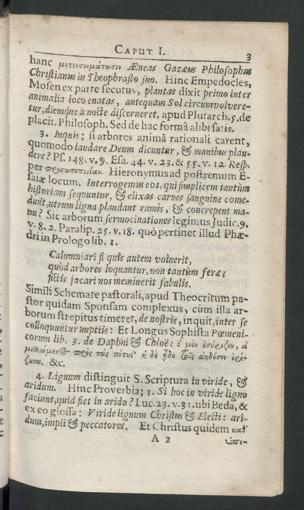 CAPUT I. 3
hanc μετενσωμάτωσιν Æneas Gazæus Philosophus
Christianus in Theophrasto suo. Hinc Empedocles,
Mosen ex parte secutus, plantas dixit primo inter
animalia loco enatas, antequam Sol circumvolvere-
tur, diemque à nocte discerneret, apud Plutarch. 5. de
placit. Philosoph. Sed de hac formâ alibi satis.
3. Inquis; si arbores animâ rationali carent,
quomodo laudare Deum dicuntur, & manibus plau-
dere? Ps. 148. v. 9. Esa. 44. v. 23. & 55. v. 12. Resp.
per Hieronymus ad postremum E-
saiæ locum. Interrogemus eos, qui simplicem tantùm
historiam sequuntur, & elixas carnes sanguine come-
dunt, utrum ligna plaudant ramis, & concrepent ma-
nu? Sic arborum sermocinationes legimus Judic. 9.
v. 8. 2. Paralip. 25. v. 18. quò pertinet illud Phæ-
dri in Prologo lib. 1.
Calumniari si quis autem voluerit,
quòd arbores loquantur, non tantùm feræ;
fictis jocari nos meminerit fabulis.
Simili Schemate pastorali, apud Theocritum pa-
stor quidam Sponsam complexus, cùm illa ar-
borum strepitus timeret, de nostris, inquit, inter se
colloquuntur nuptiis: Et Longus Sophista Pœmeni-
corum lib. 3. de Daphni & Chloë: ὁ μὲν
&c.
4. Lignum distinguit S. Scriptura in viride, &
aridum. Hinc Proverbia; 1. Si hoc in viride ligno
faciunt, quid fiet in arido? Luc. 23. v. 31. ubi Beda, &
ex eo glossa: Viride lignum Christus & Electi: ari-
dum, impii & peccatores. Et Christus quidem καθ'
A 2